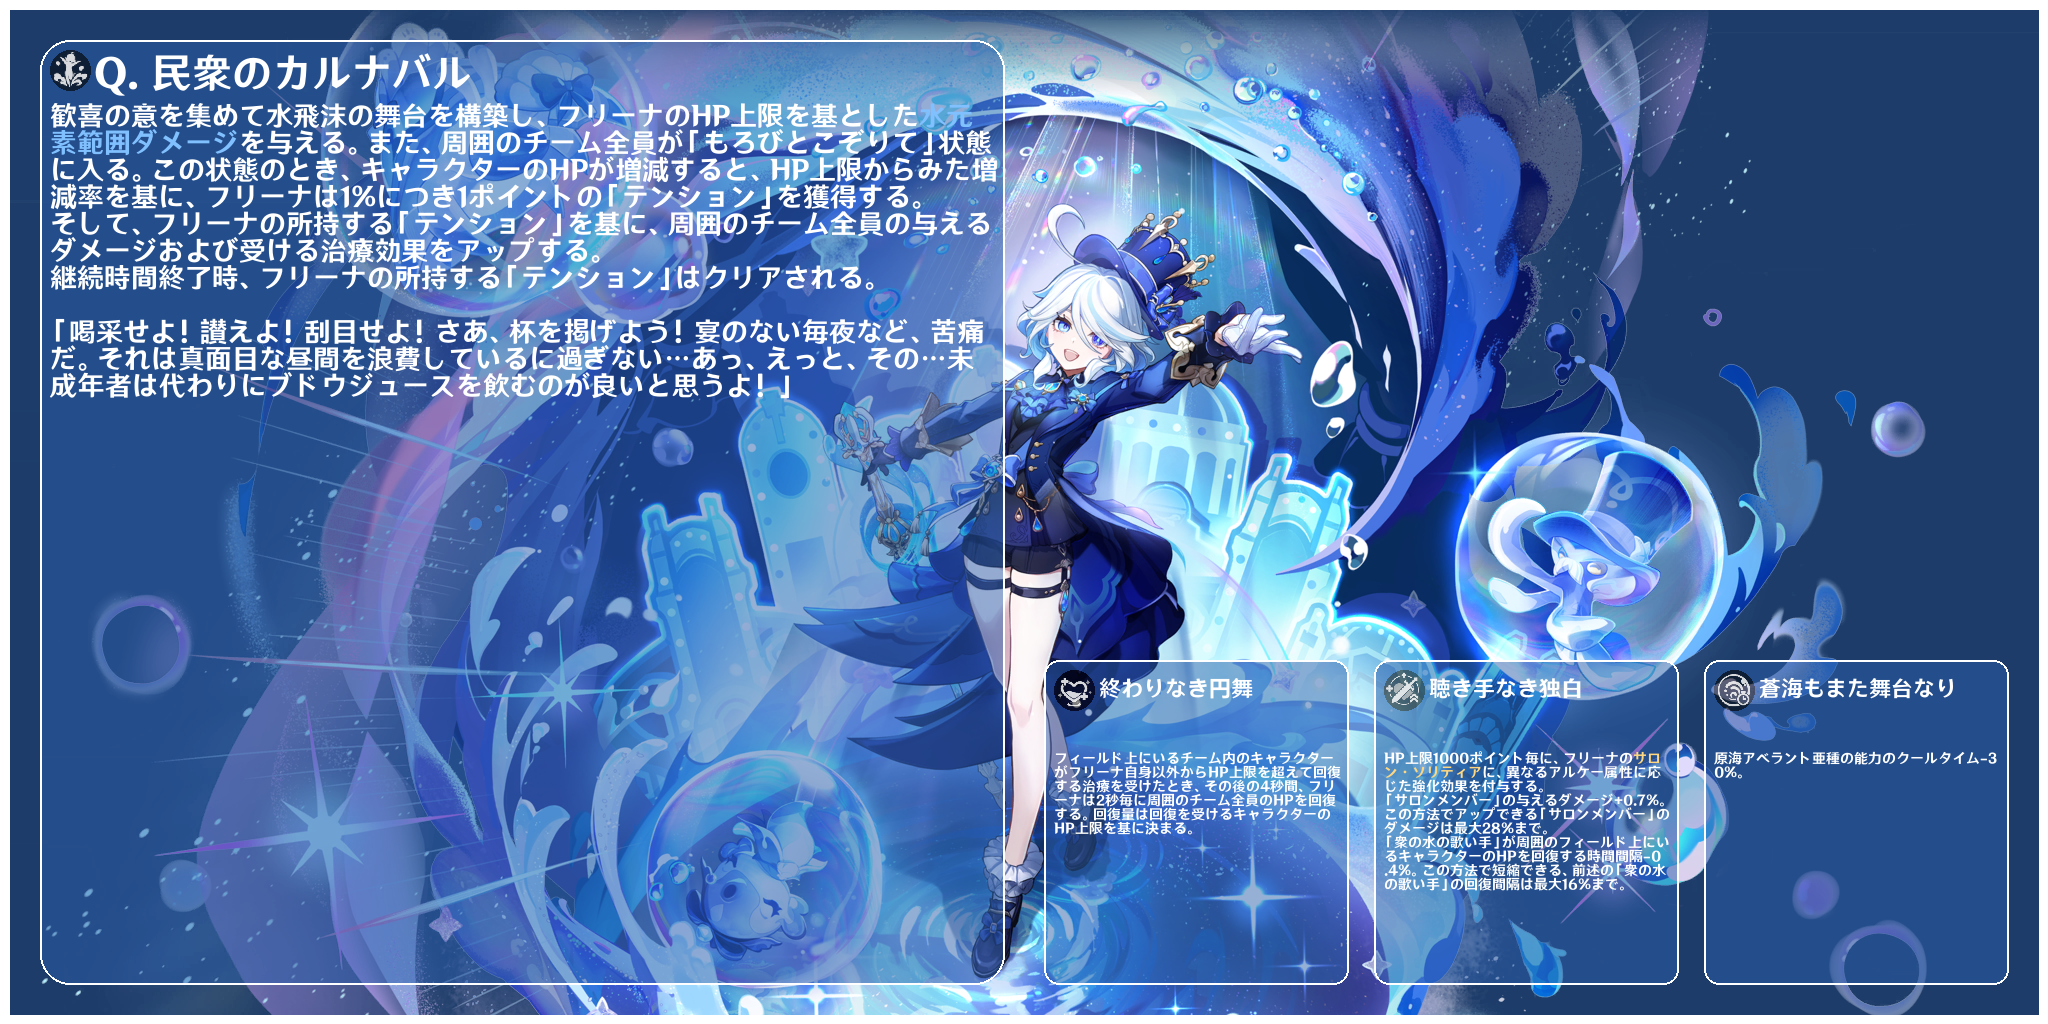 Q. 民衆のカルナバル
歓喜の意を集めて水飛沫の舞台を構築し、フリーナのHP上限を基とした水元
素範囲ダメージを与える。また、周囲のチーム全員が「もろびとこぞりて」状態
に入る。この状態のとき、キャラクターのHPが増減すると、HP上限からみた増
減率を基に、フリーナは1%につき1ポイントの「テンション」を獲得する。
そして、フリーナの所持する「テンション」を基に、周囲のチーム全員の与える
ダメージおよび受ける治療効果をアップする。
継続時間終了時、フリーナの所持する「テンション」はクリアされる。
「喝采せよ！讃えよ！刮目せよ！さあ、杯を掲げよう！宴のない毎夜など、苦痛
だ。それは真面目な昼間を浪費しているに過ぎない…あっ、えっと、その…未
成年者は代わりにブドウジュースを飲むのが良いと思うよ！」
終わりなき円舞
フィールド上にいるチーム内のキャラクター
がフリーナ自身以外からHP上限を超えて回復
する治療を受けたとき、その後の4秒間、フリ
ーナは2秒毎に周囲のチーム全員のHPを回復
する。回復量は回復を受けるキャラクターの
HP上限を基に決まる。
聴き手なき独白
HP上限1000ポイント毎に、フリーナのサロ
ン・ソリティアに、異なるアルケー属性に応
じた強化効果を付与する。
「サロンメンバー」の与えるダメージ+0.7%。
この方法でアップできる「サロンメンバー」の
ダメージは最大28%まで。
「衆の水の歌い手」が周囲のフィールド上にい
るキャラクターのHPを回復する時間間隔-0
.4%。この方法で短縮できる、前述の「衆の水
の歌い手」の回復間隔は最大16%まで。
蒼海もまた舞台なり
原海アベラント亜種の能力のクールタイム-3
0%。